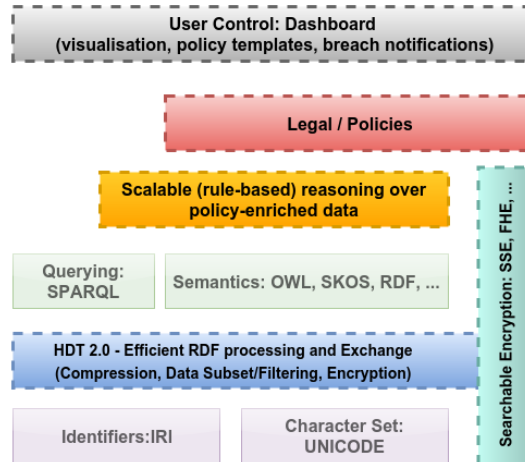 User Control: Dashboard
(visualisation, policy templates, breach notifications)
Legal / Policies
Scalable (rule-based) reasoning over
policy-enriched data
Querying:
SPARQL
Semantics: OWL, SKOS, RDF, ...
HDT 2.0 - Efficient RDF processing and Exchange
(Compression, Data Subset/Filtering, Encryption)
Identifiers:IRI
Character Set:
UNICODE
Searchable Encryption: SSE, FHE, ...